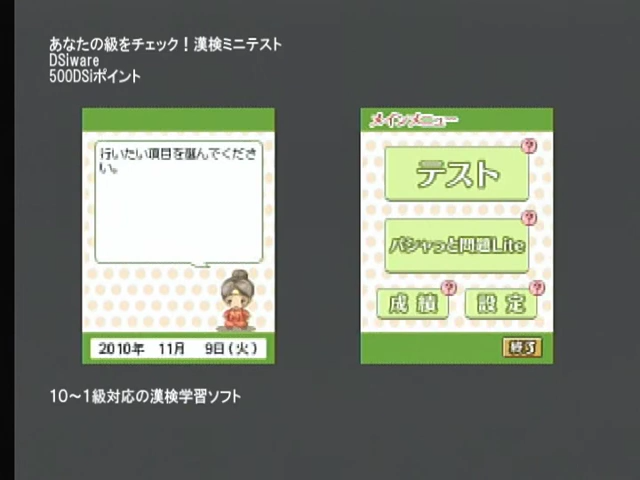 あなたの級をチェック！漢検ミニテスト
DSiware
500DSiポイント
行いたい項目を選んでくださ
い。
2010年 11月 9日(火)
メインメニュー
?
テスト
?
パシャっと問題Lite
?
成績
?
設定
終了
10～1級対応の漢検学習ソフト